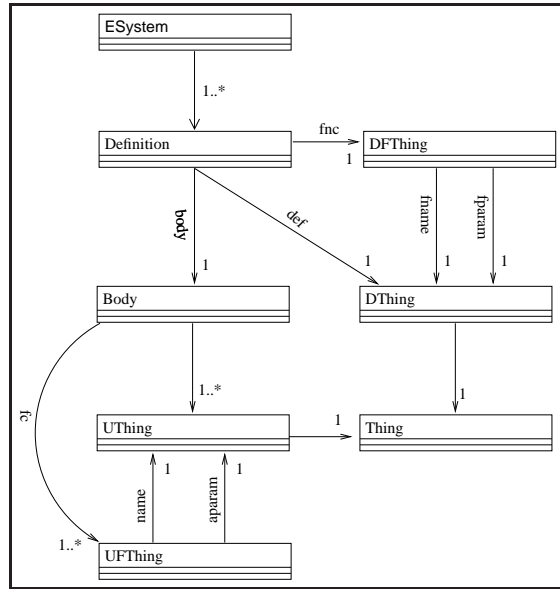 ESystem
1..*
Definition
fnc
1
DFThing
body
def
fname
fparam
1
1
1
1
Body
DThing
fc
1..*
1
UThing
1
Thing
1
1
name
aparam
1..*
UFThing